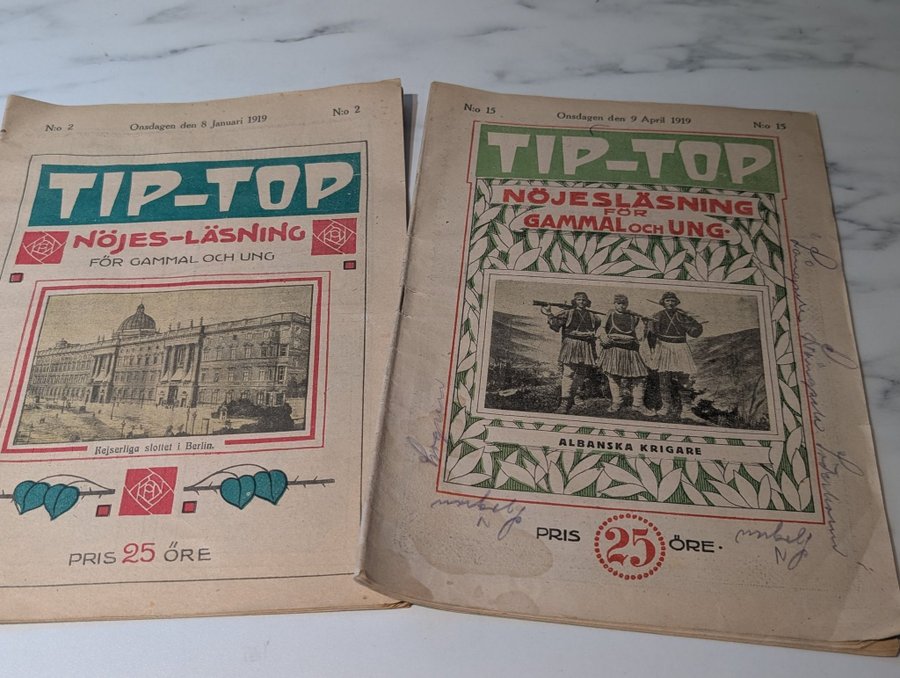 N:o 2 Onsdagen den 8 Januari 1919 N:o 2
TIP-TOP
NÖJES-LÄSNING
FÖR GAMMAL OCH UNG
Kejserliga slottet i Berlin.
PRIS 25 ÖRE
N:o 15 Onsdagen den 9 April 1919 N:o 15
TIP-TOP
NÖJESLÄSNING
FÖR
GAMMAL OCH UNG.
ALBANSKA KRIGARE
PRIS 25 ÖRE.